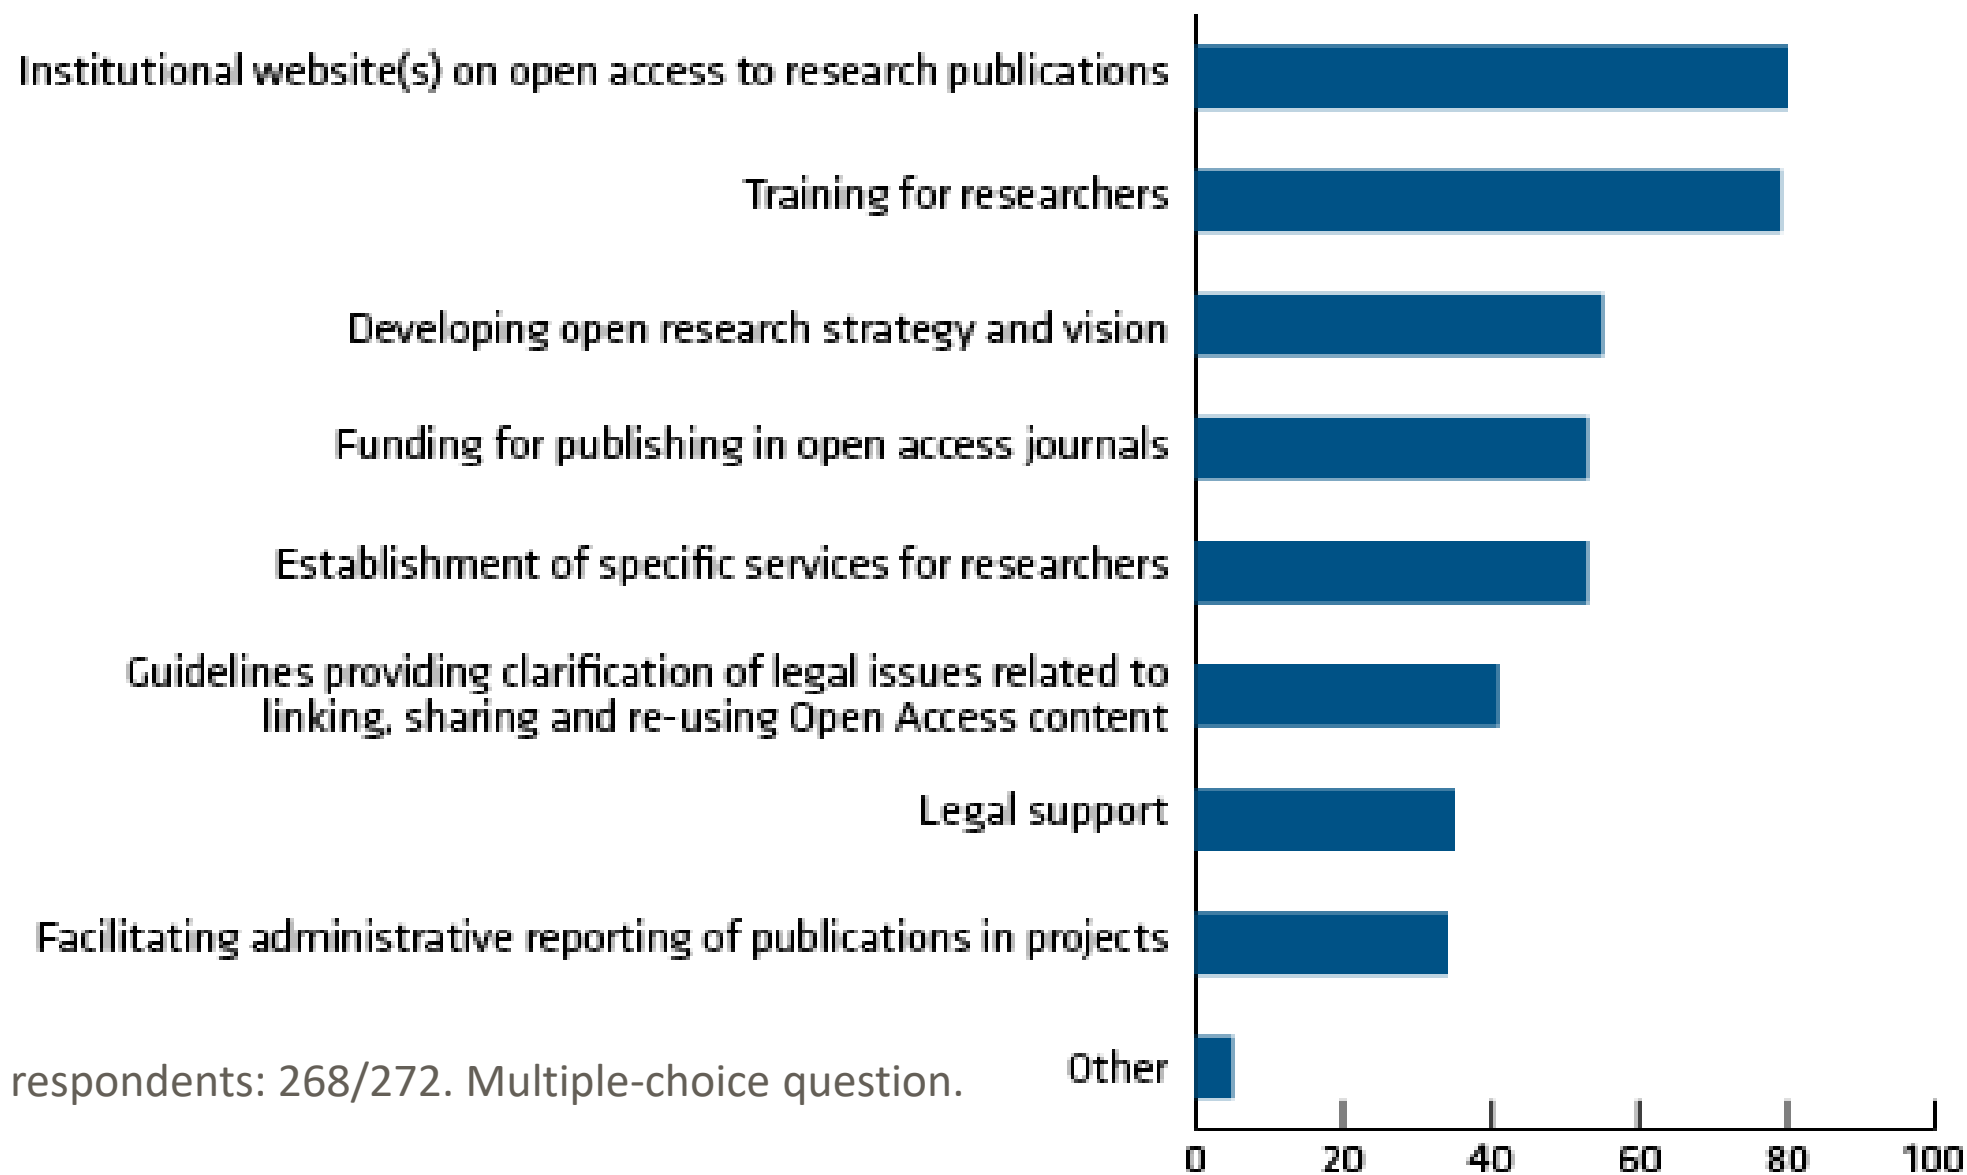 Institutional website(s) on open access to research publications
Training for researchers
Developing open research strategy and vision
Funding for publishing in open access journals
Establishment of specific services for researchers
Guidelines providing clarification of legal issues related to
linking, sharing and re-using Open Access content
Legal support
Facilitating administrative reporting of publications in projects
Other
respondents: 268/272. Multiple-choice question.
0 20 40 60 80 100